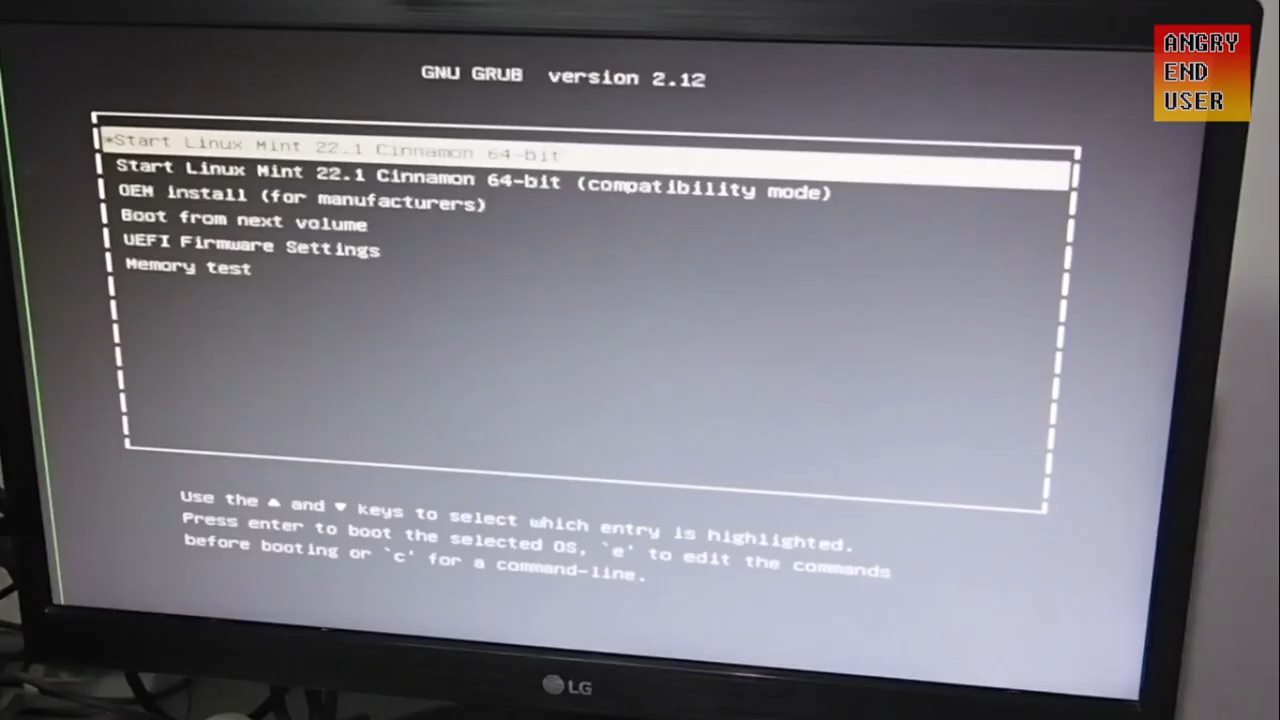 ANGRY
END
USER
GNU GRUB version 2.12
*Start Linux Mint 22.1 Cinnamon 64-bit
Start Linux Mint 22.1 Cinnamon 64-bit (compatibility mode)
OEM install (for manufacturers)
Boot from next volume
UEFI Firmware Settings
Memory test
Use the ▲ and ▼ keys to select which entry is highlighted.
Press enter to boot the selected OS, `e' to edit the commands
before booting or `c' for a command-line.
LG